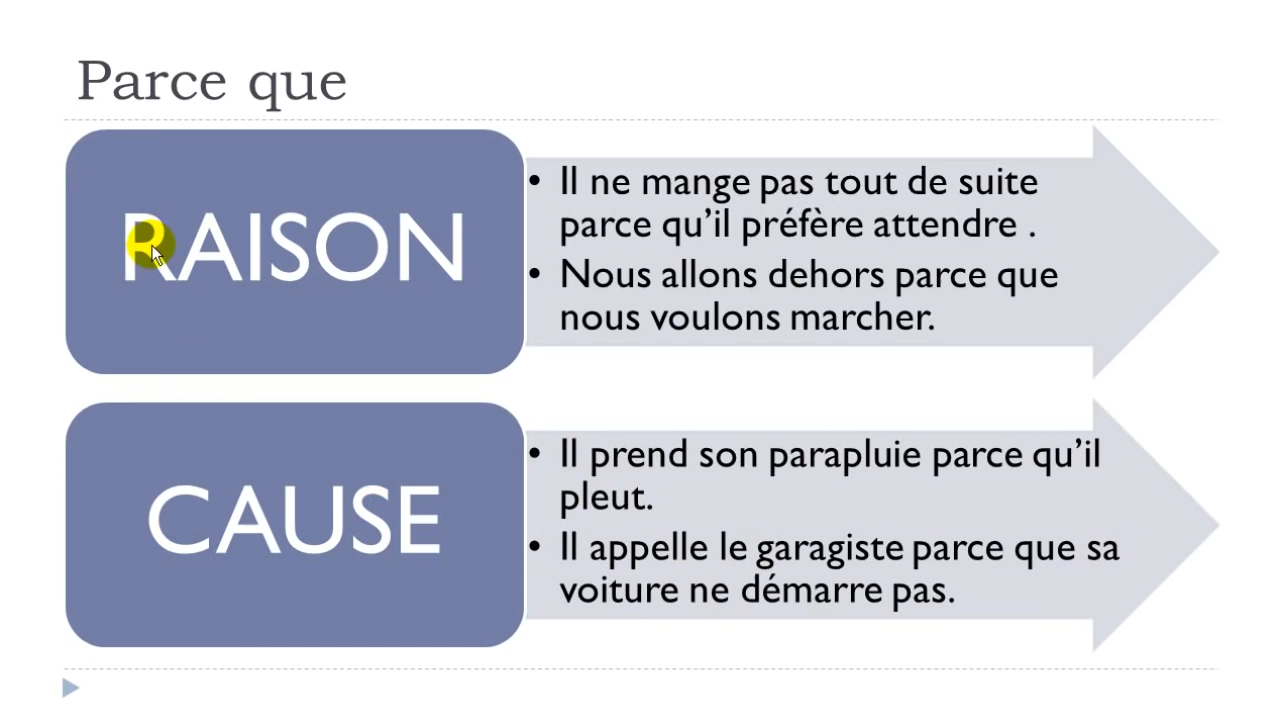 Parce que
RAISON
• Il ne mange pas tout de suite
parce qu’il préfère attendre .
• Nous allons dehors parce que
nous voulons marcher.
CAUSE
• Il prend son parapluie parce qu’il
pleut.
• Il appelle le garagiste parce que sa
voiture ne démarre pas.